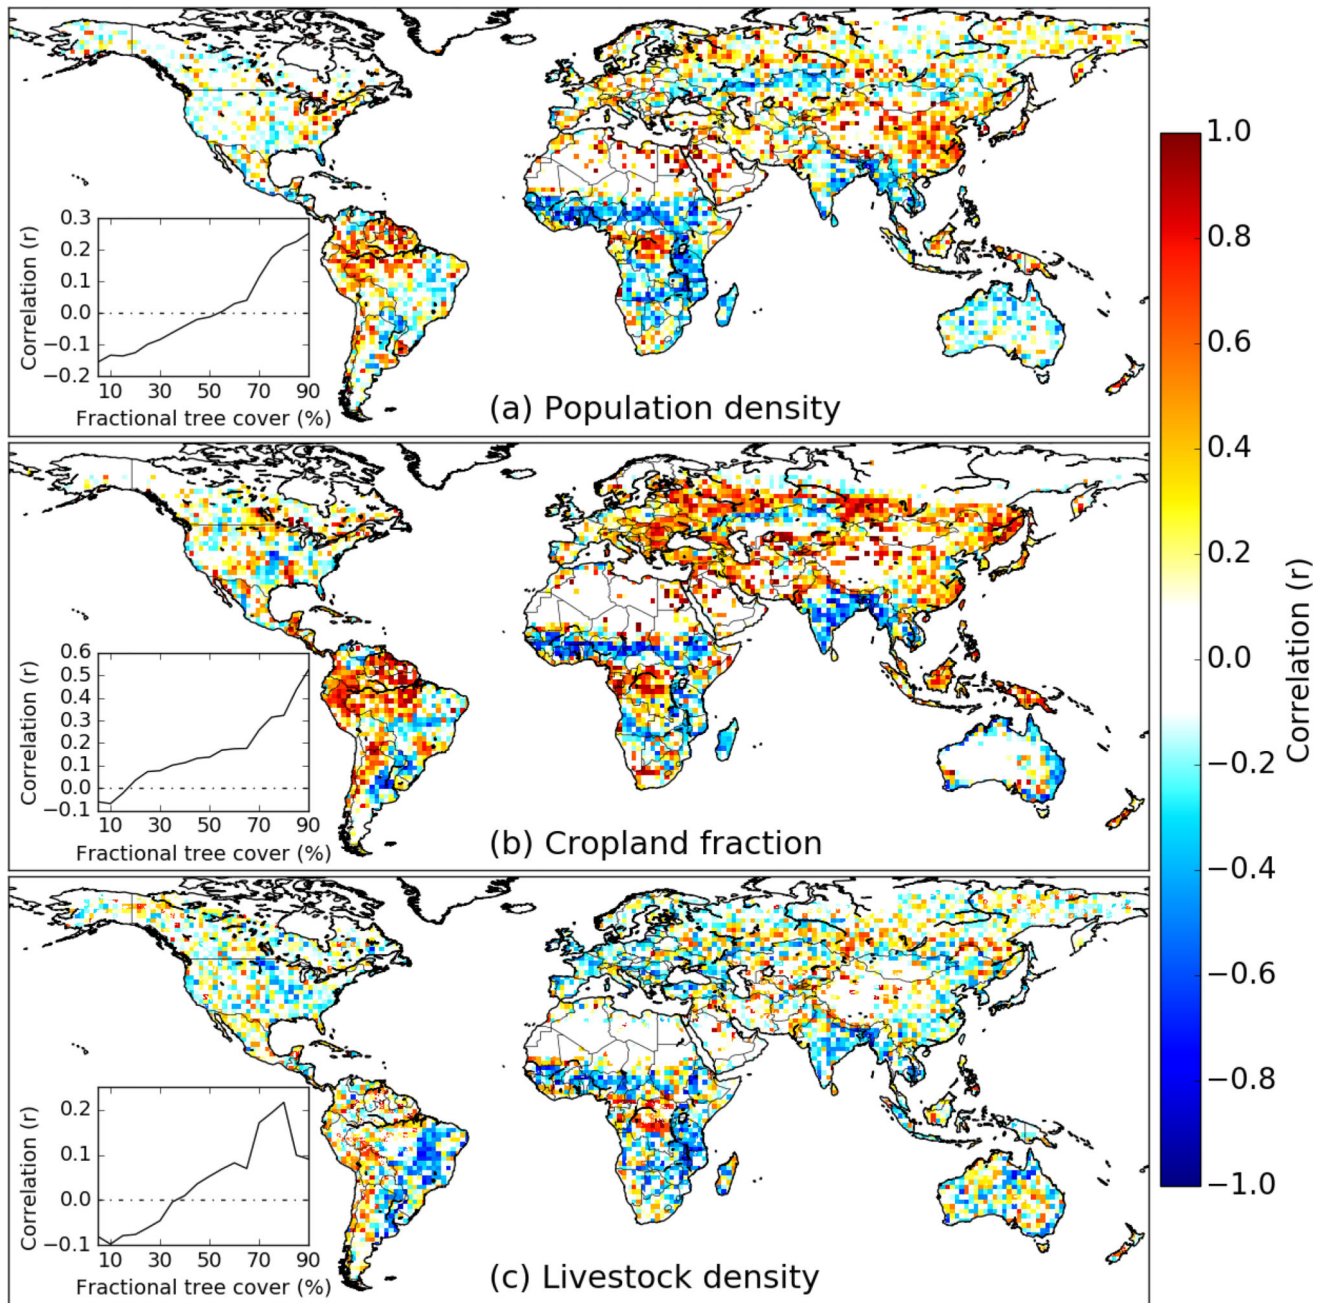 0.3
0.2
0.1
0.0
−0.1
−0.2
Correlation (r)
10 30 50 70 90
Fractional tree cover (%)
(a) Population density
0.6
0.5
0.4
0.3
0.2
0.1
0.0
−0.1
Correlation (r)
10 30 50 70 90
Fractional tree cover (%)
(b) Cropland fraction
0.2
0.1
0.0
−0.1
Correlation (r)
10 30 50 70 90
Fractional tree cover (%)
(c) Livestock density
1.0
0.8
0.6
0.4
0.2
0.0
−0.2
−0.4
−0.6
−0.8
−1.0
Correlation (r)